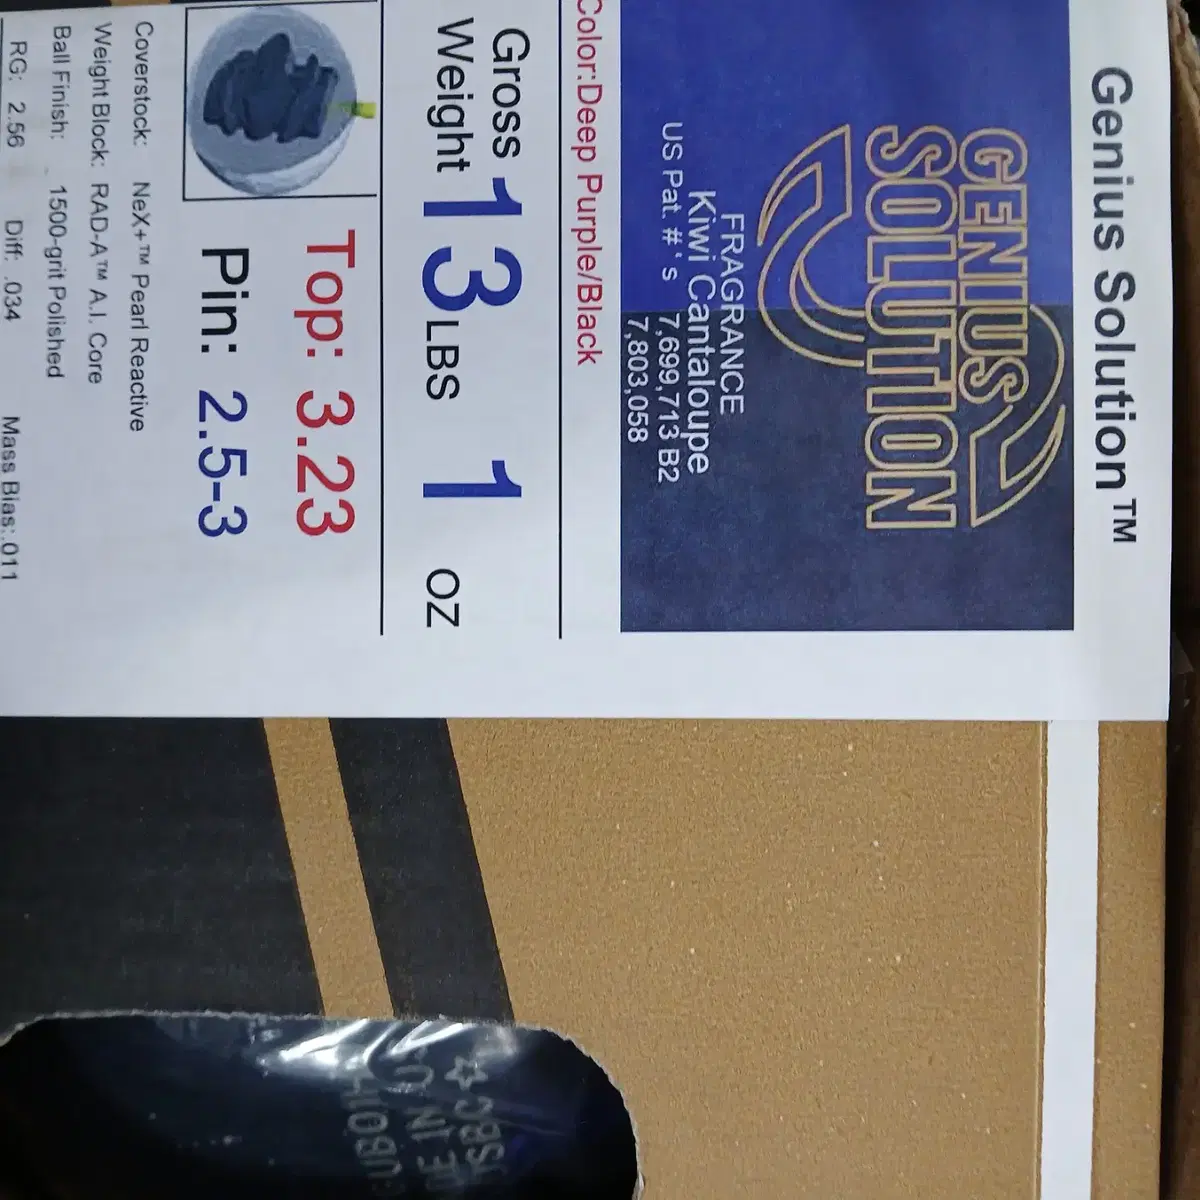 Genius Solution™
GENIUS
SOLUTION
FRAGRANCE
Kiwi Cantaloupe
US Pat. #'s 7,699,713 B2
7,803,058
Color:Deep Purple/Black
Gross
Weight
13 LBS 1 OZ
Top: 3.23
Pin: 2.5-3
Coverstock: NeX+™ Pearl Reactive
Weight Block: RAD-A™ A.I. Core
Ball Finish: 1500-grit Polished
RG: 2.56 Diff: .034 Mass Bias:.011
USBC☆
IN U